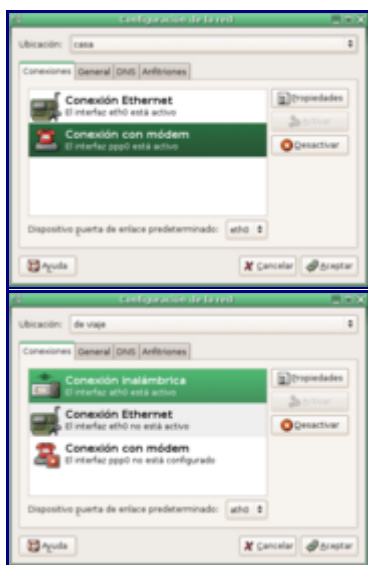 Configuración de la red
Ubicación: casa
Conexiones General DNS Anfitriones
Conexión Ethernet
El interfaz eth0 está activo
Propiedades
Conexión con módem
El interfaz ppp0 está activo
Activar
Desactivar
Dispositivo puerta de enlace predeterminado: eth0
Ayuda Cancelar Aceptar
Configuración de la red
Ubicación: de viaje
Conexiones General DNS Anfitriones
Conexión inalámbrica
El interfaz ath0 está activo
Propiedades
Conexión Ethernet
El interfaz eth0 no está activo
Activar
Desactivar
Conexión con módem
El interfaz ppp0 no está configurado
Dispositivo puerta de enlace predeterminado: ath0
Ayuda Cancelar Aceptar